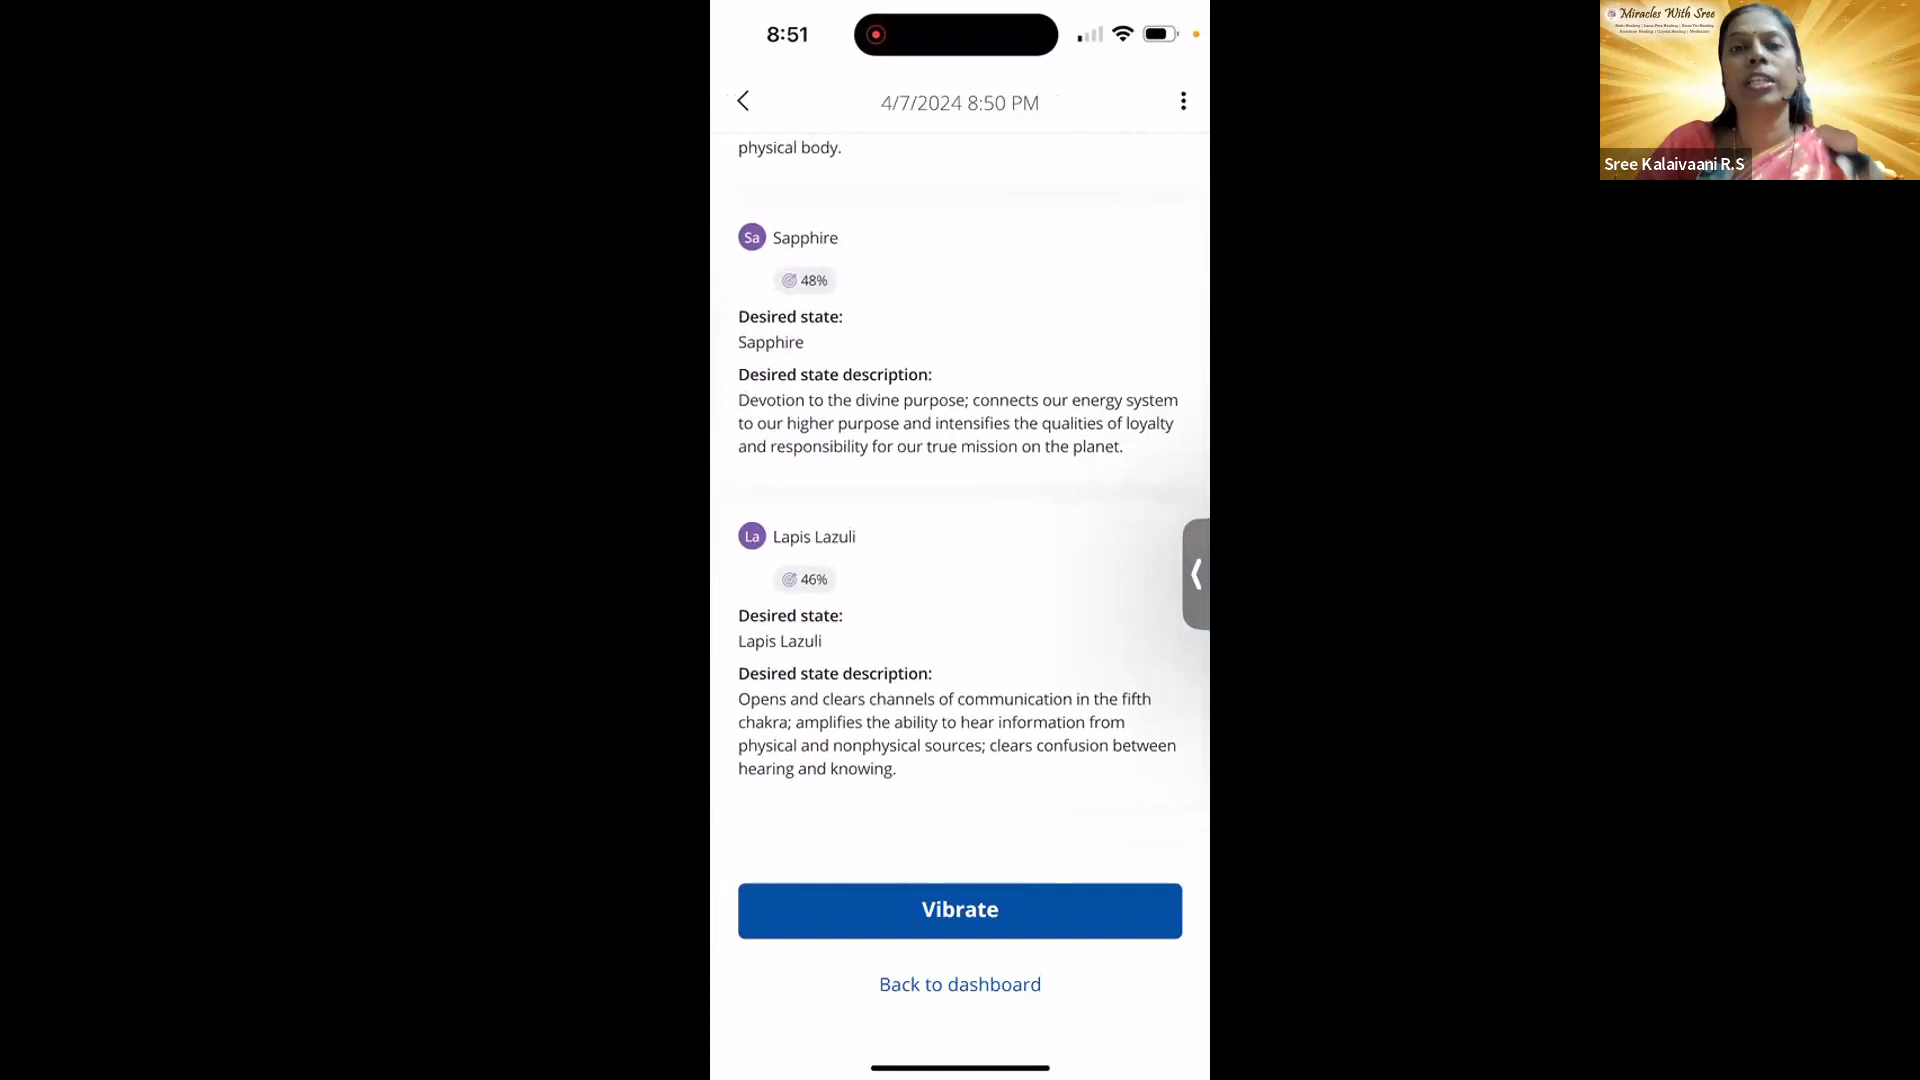 8:51
4/7/2024 8:50 PM
physical body.
Sa Sapphire
48%
Desired state:
Sapphire
Desired state description:
Devotion to the divine purpose; connects our energy system
to our higher purpose and intensifies the qualities of loyalty
and responsibility for our true mission on the planet.
La Lapis Lazuli
46%
Desired state:
Lapis Lazuli
Desired state description:
Opens and clears channels of communication in the fifth
chakra; amplifies the ability to hear information from
physical and nonphysical sources; clears confusion between
hearing and knowing.
Vibrate
Back to dashboard
Miracles With Sree
Sree Kalaivaani R.S